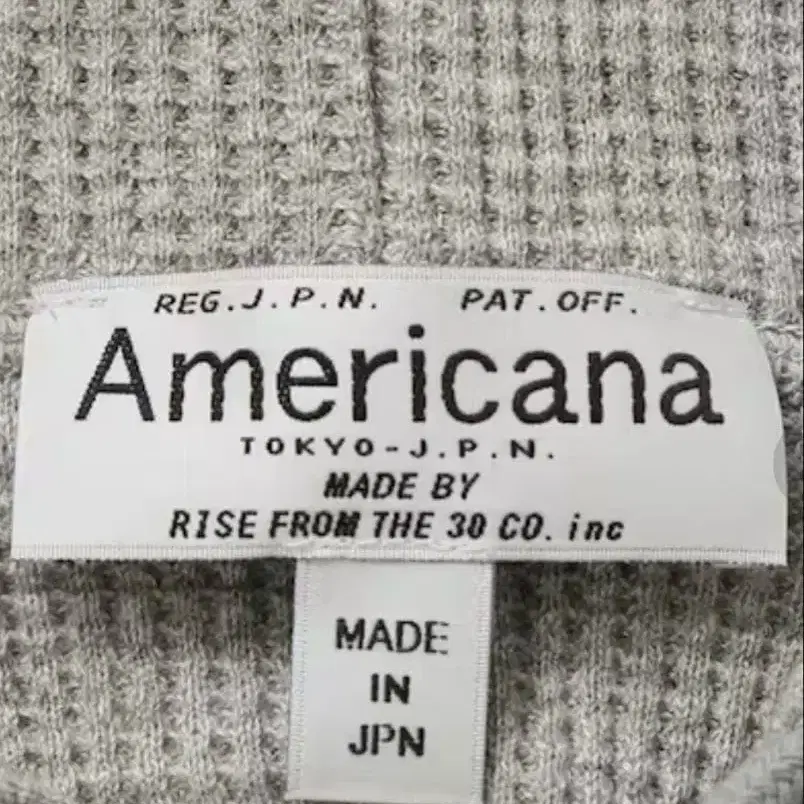 REG.J.P.N. PAT.OFF.
Americana
TOKYO-J.P.N.
MADE BY
RISE FROM THE 30 CO. inc
MADE
IN
JPN